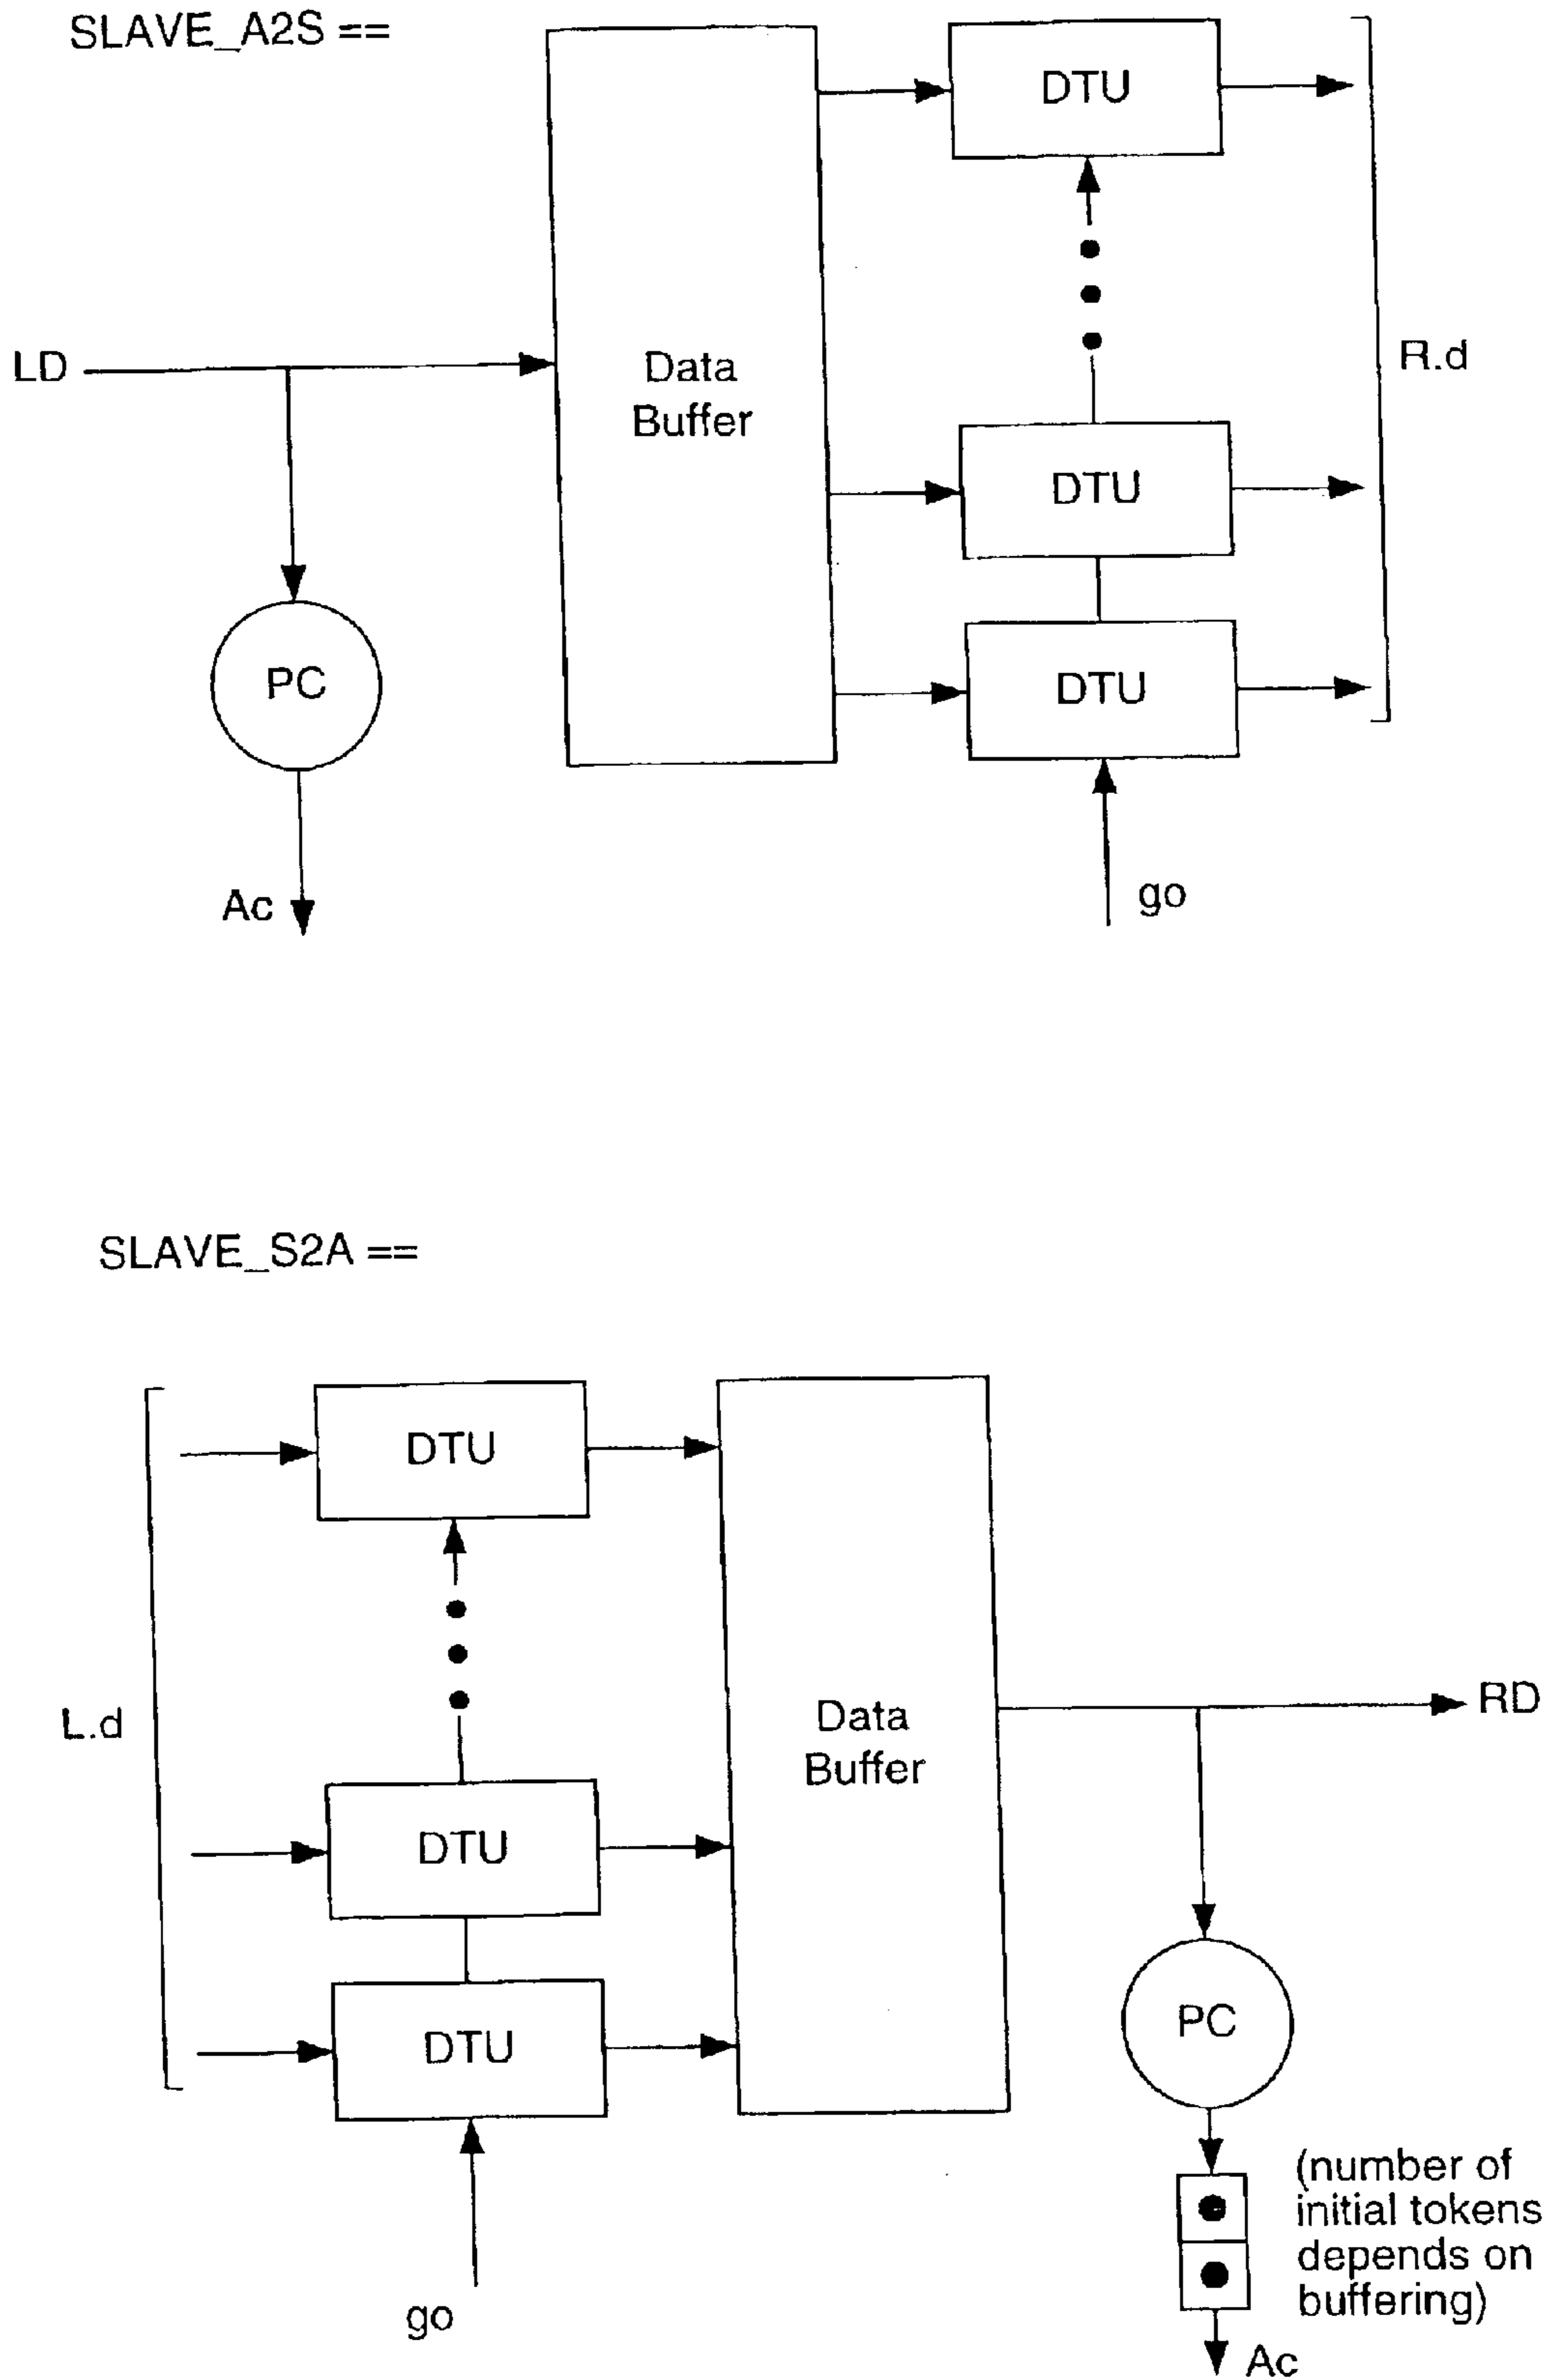 SLAVE_A2S ==
DTU
LD
Data
Buffer
R.d
DTU
PC
DTU
Ac
go
SLAVE_S2A ==
DTU
L.d
Data
Buffer
RD
DTU
PC
DTU
(number of
initial tokens
depends on
buffering)
go
Ac